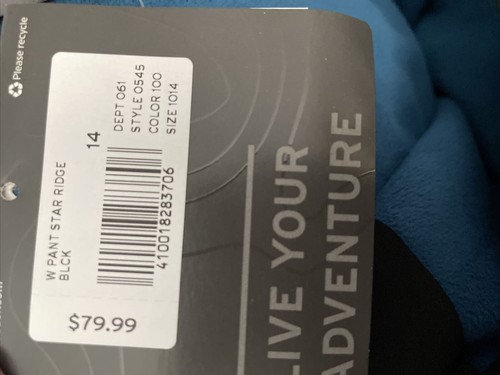 Please recycle
W PANT STAR RIDGE
BLCK
14
DEPT 061
STYLE 0545
COLOR 100
SIZE 1014
410018283706
$79.99
LIVE YOUR
ADVENTURE